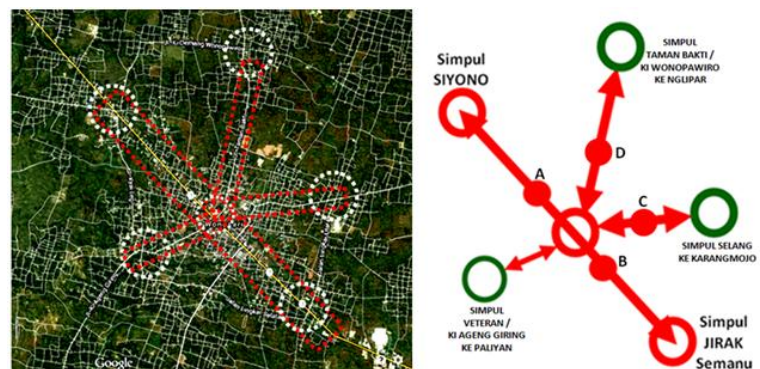 Google
Simpul
SIYONO
SIMPUL
TAMAN BAKTI /
KI WONOPAWIRO
KE NGLIPAR
A
D
C
SIMPUL SELANG
KE KARANGMOJO
B
SIMPUL
VETERAN /
KI AGENG GIRING
KE PALIYAN
Simpul
JIRAK
Semanu